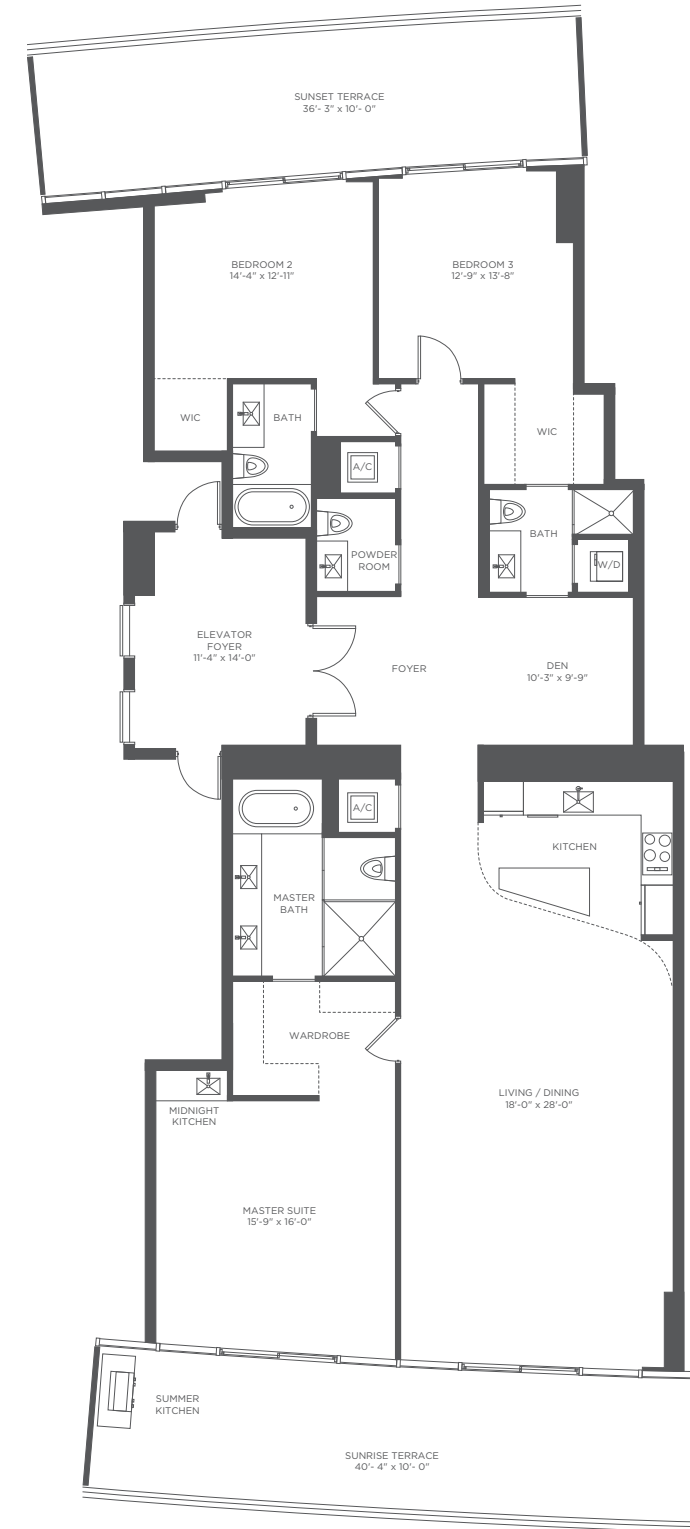 SUNSET TERRACE
36'- 3" x 10'- 0"
BEDROOM 2
14'-4" x 12'-11"
BEDROOM 3
12'-9" x 13'-8"
WIC
BATH
WIC
A/C
BATH
POWDER
ROOM
W/D
ELEVATOR
FOYER
11'-4" x 14'-0"
FOYER
DEN
10'-3" x 9'-9"
A/C
KITCHEN
MASTER
BATH
WARDROBE
LIVING / DINING
18'-0" x 28'-0"
MIDNIGHT
KITCHEN
MASTER SUITE
15'-9" x 16'-0"
SUMMER
KITCHEN
SUNRISE TERRACE
40'- 4" x 10'- 0"